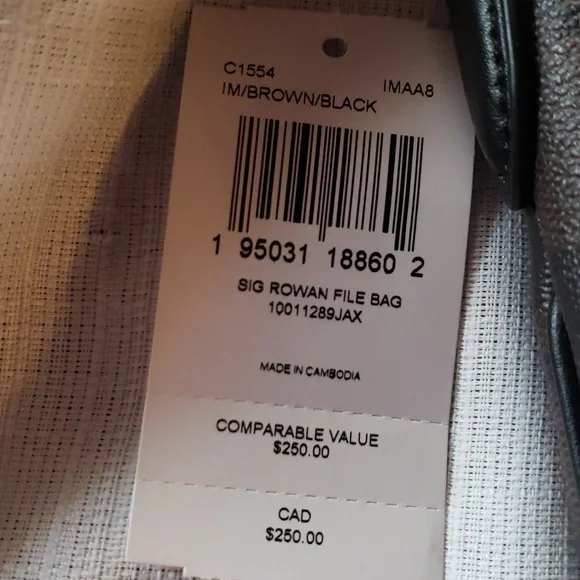 C1554 IMAA8
IM/BROWN/BLACK
1 95031 18860 2
SIG ROWAN FILE BAG
10011289JAX
MADE IN CAMBODIA
COMPARABLE VALUE
$250.00
CAD
$250.00